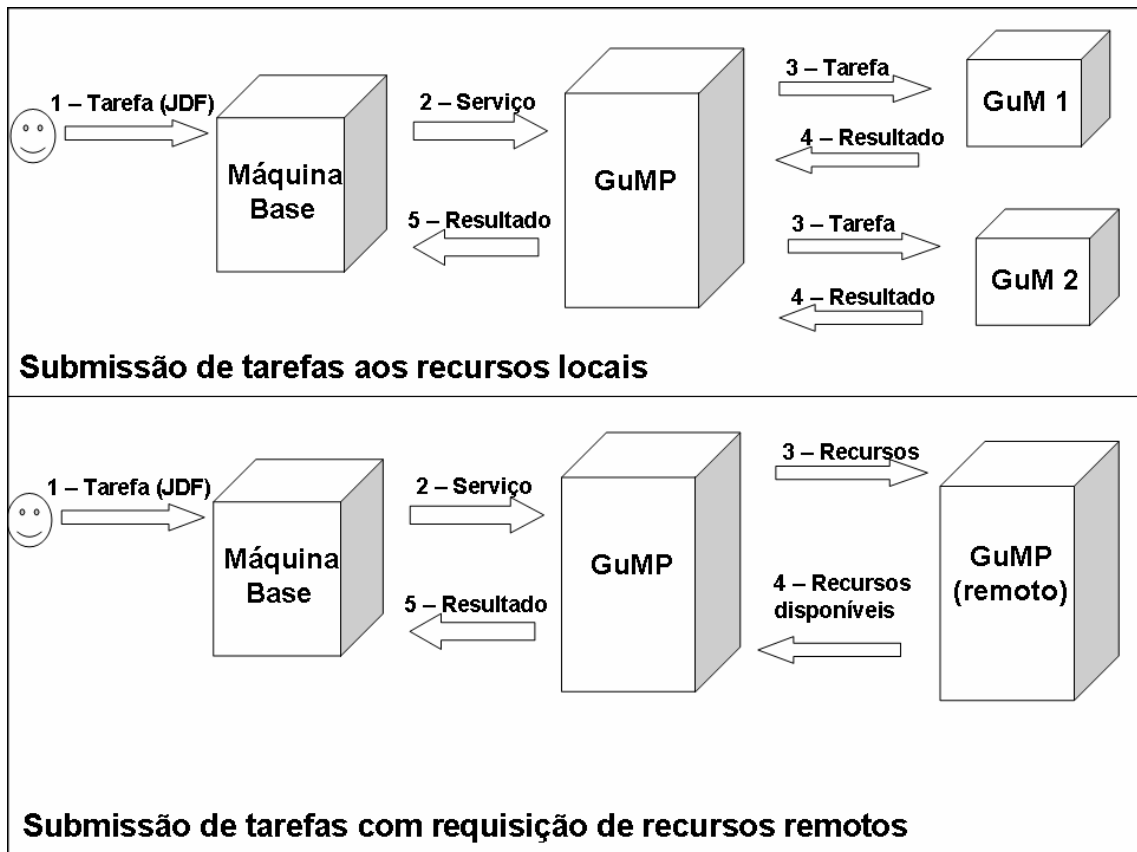 1 – Tarefa (JDF)
Máquina
Base
2 – Serviço
5 – Resultado
GuMP
3 – Tarefa
4 – Resultado
GuM 1
3 – Tarefa
4 – Resultado
GuM 2
Submissão de tarefas aos recursos locais
1 – Tarefa (JDF)
Máquina
Base
2 – Serviço
5 – Resultado
GuMP
3 – Recursos
4 – Recursos
disponíveis
GuMP
(remoto)
Submissão de tarefas com requisição de recursos remotos